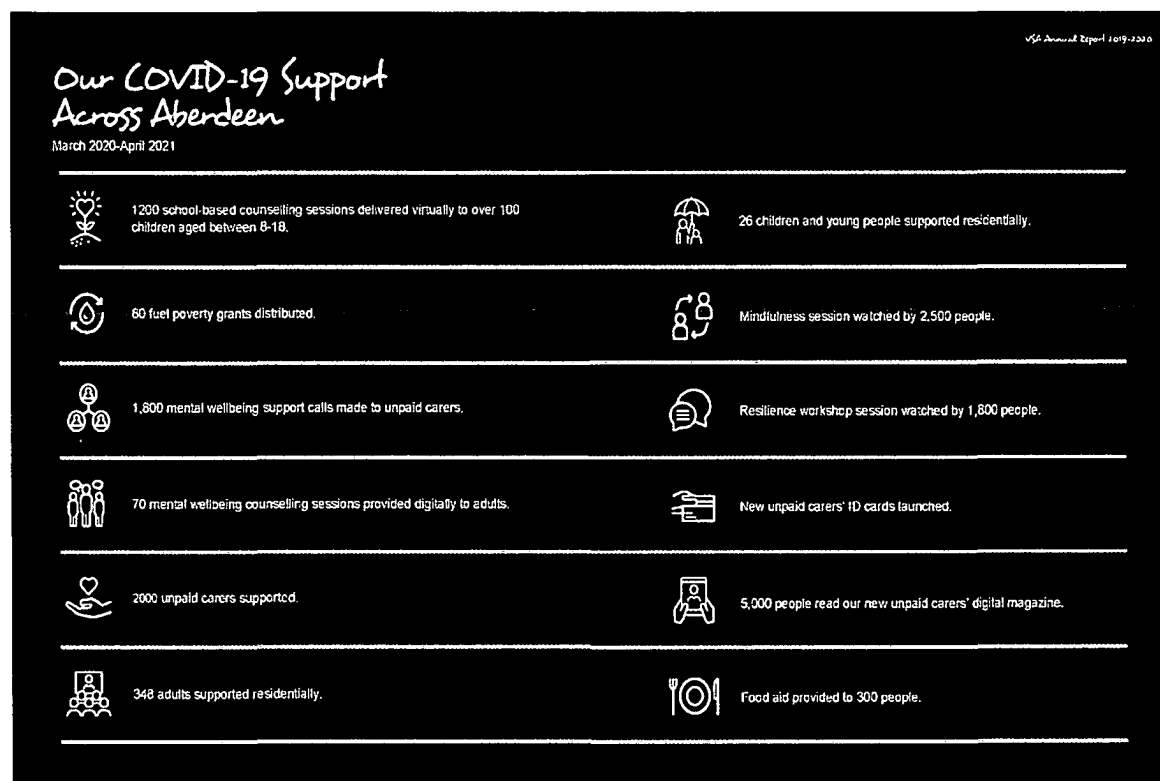 VSA Annual Report 2019-2020
Our COVID-19 Support
Across Aberdeen
March 2020-April 2021
1200 school-based counselling sessions delivered virtually to over 100
children aged between 8-18.
60 fuel poverty grants distributed.
1,800 mental wellbeing support calls made to unpaid carers.
70 mental wellbeing counselling sessions provided digitally to adults.
2000 unpaid carers supported.
348 adults supported residentially.
26 children and young people supported residentially.
Mindfulness session watched by 2,500 people.
Resilience workshop session watched by 1,800 people.
New unpaid carers' ID cards launched.
5,000 people read our new unpaid carers' digital magazine.
Food aid provided to 300 people.